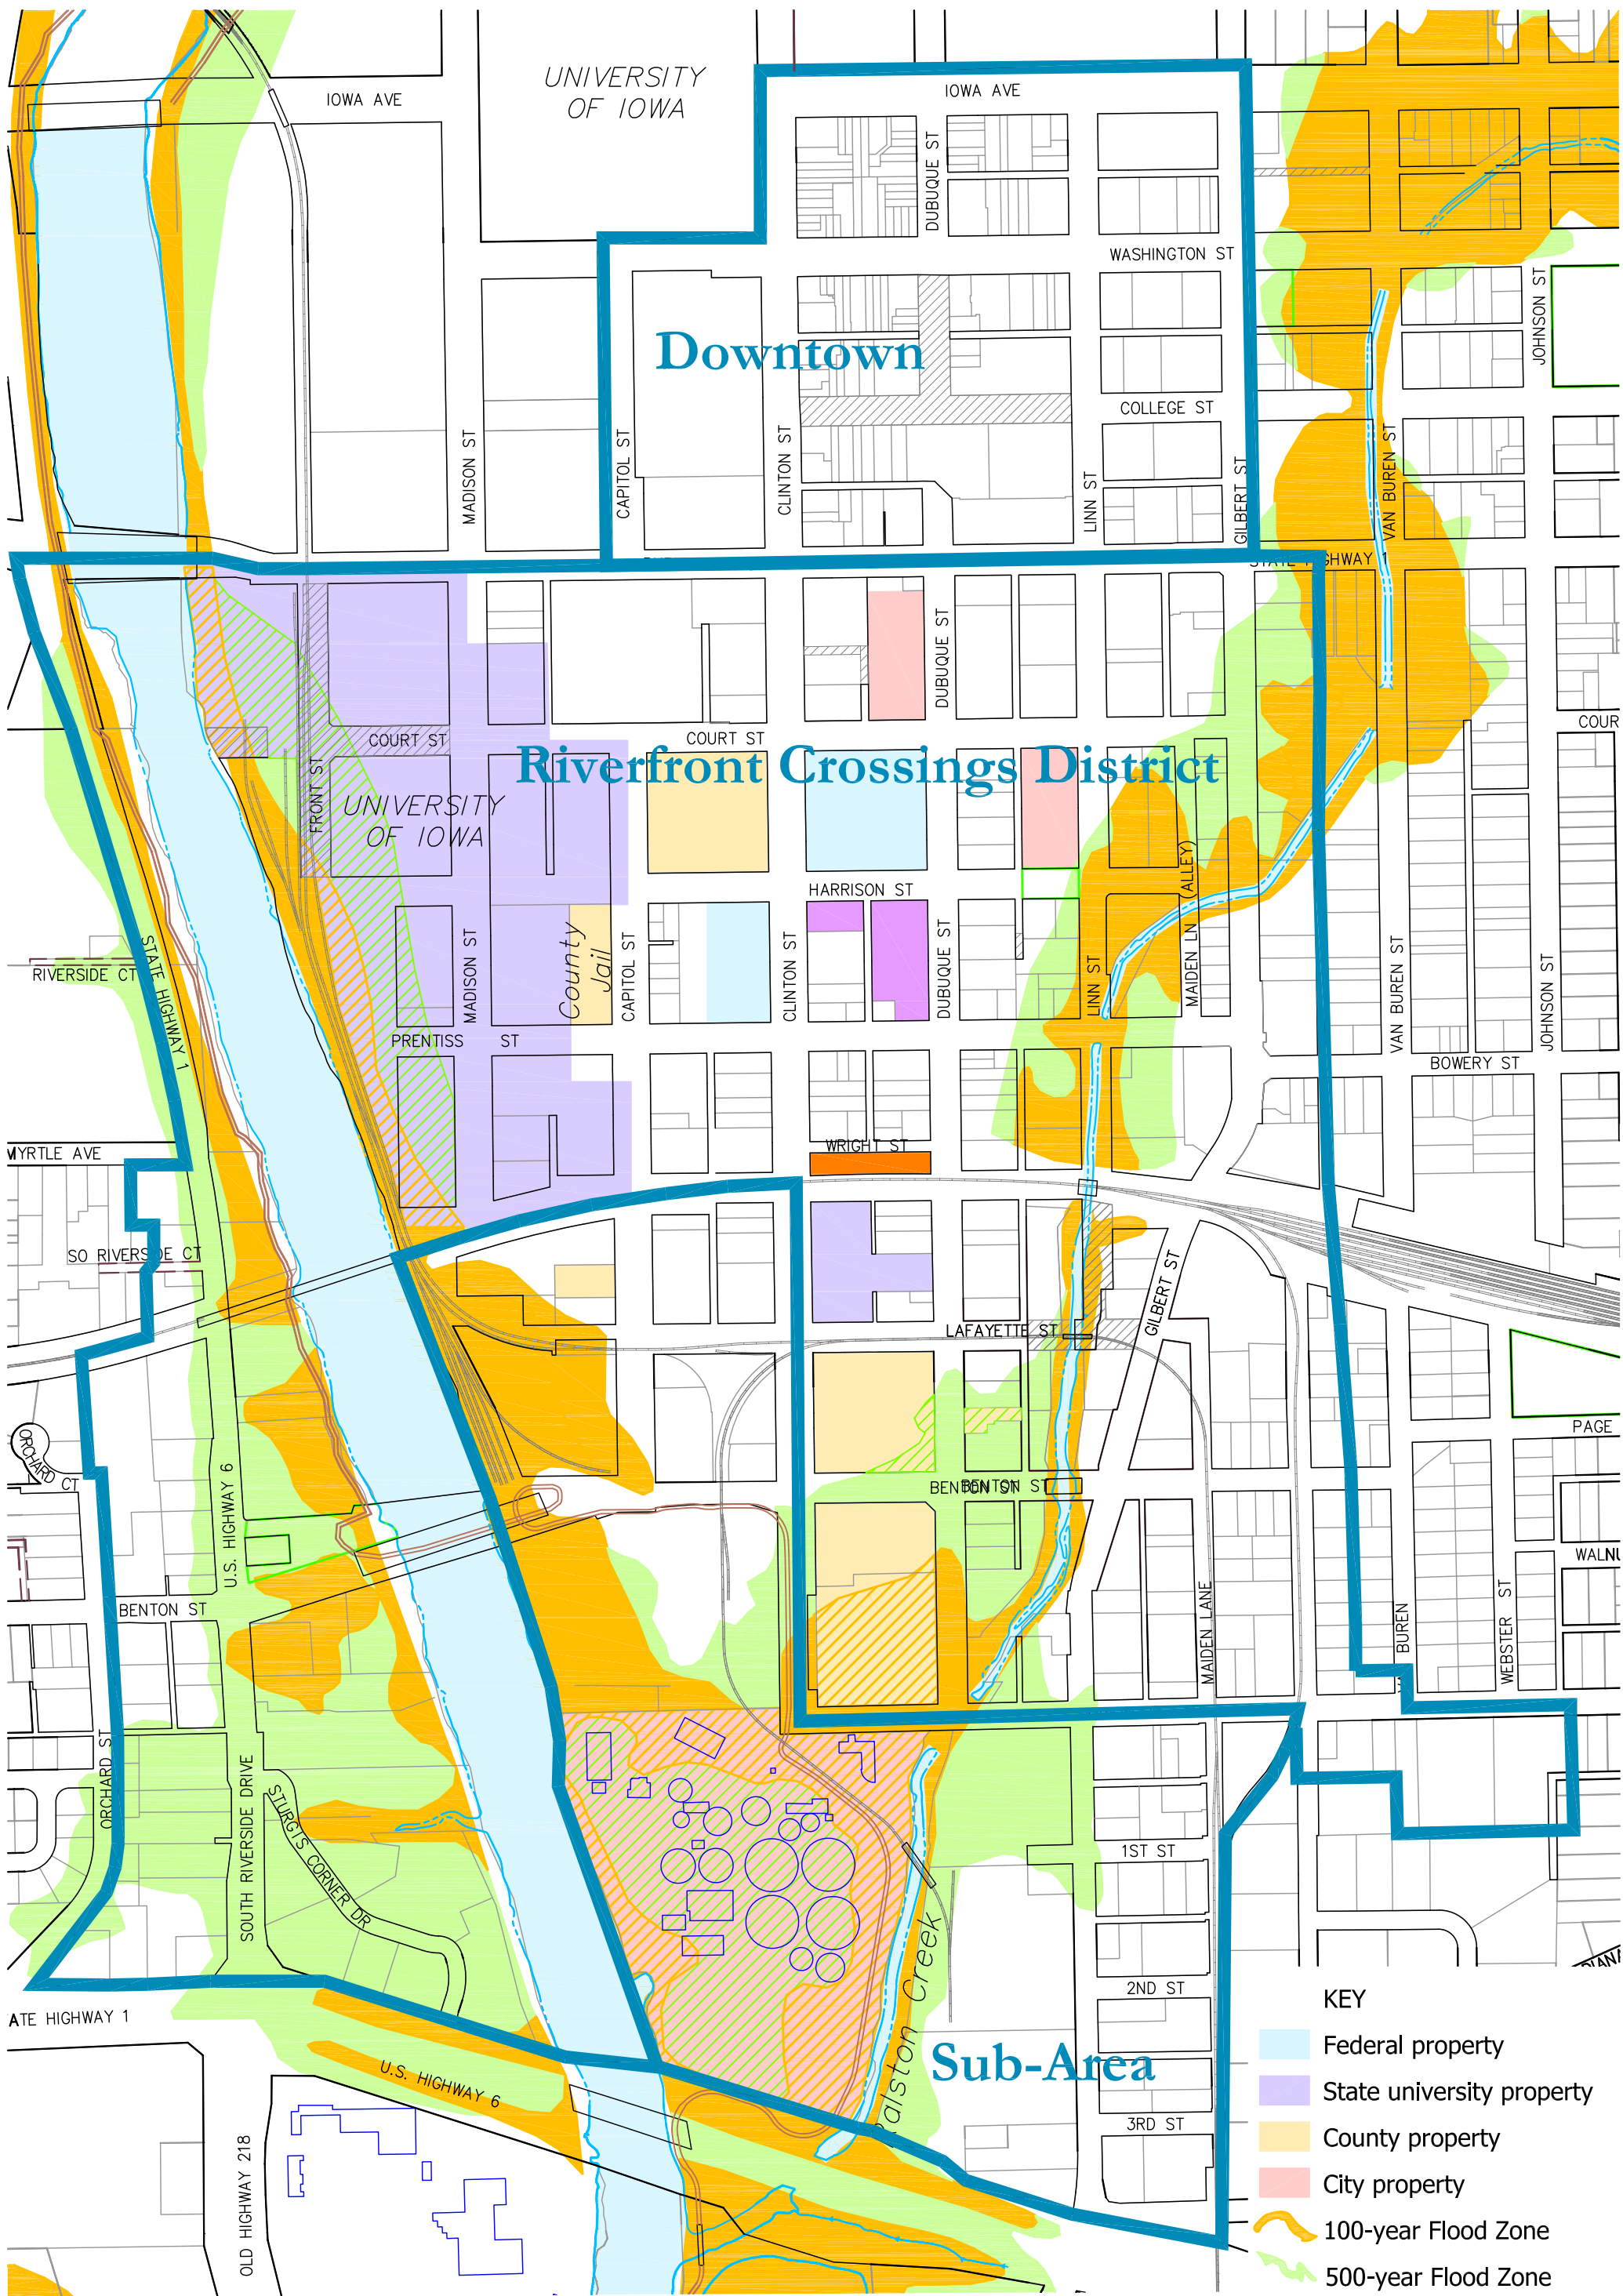 UNIVERSITY
OF IOWA
IOWA AVE
IOWA AVE
DUBUQUE ST
WASHINGTON ST
JOHNSON ST
Downtown
COLLEGE ST
MADISON ST
CAPITOL ST
CLINTON ST
LINN ST
GILBERT ST
VAN BUREN ST
DUBUQUE ST
COURT ST
COURT ST
COUR
Riverfront Crossings District
FRONT ST
UNIVERSITY
OF IOWA
HARRISON ST
MAIDEN LN (ALLEY)
County
Jail
STATE HIGHWAY 1
RIVERSIDE CT
MADISON ST
CAPITOL ST
CLINTON ST
DUBUQUE ST
LINN ST
VAN BUREN ST
JOHNSON ST
PRENTISS ST
BOWERY ST
MYRTLE AVE
WRIGHT ST
SO RIVERSIDE CT
GILBERT ST
LAFAYETTE ST
ORCHARD CT
PAGE
U.S. HIGHWAY 6
BENTON ST
BENTON ST
WALNU
BENTON ST
MAIDEN LANE
BUREN
WEBSTER ST
ORCHARD ST
SOUTH RIVERSIDE DRIVE
STURGIS CORNER DR
1ST ST
Ralston Creek
2ND ST
ATE HIGHWAY 1
Sub-Area
U.S. HIGHWAY 6
3RD ST
OLD HIGHWAY 218
KEY
Federal property
State university property
County property
City property
100-year Flood Zone
500-year Flood Zone